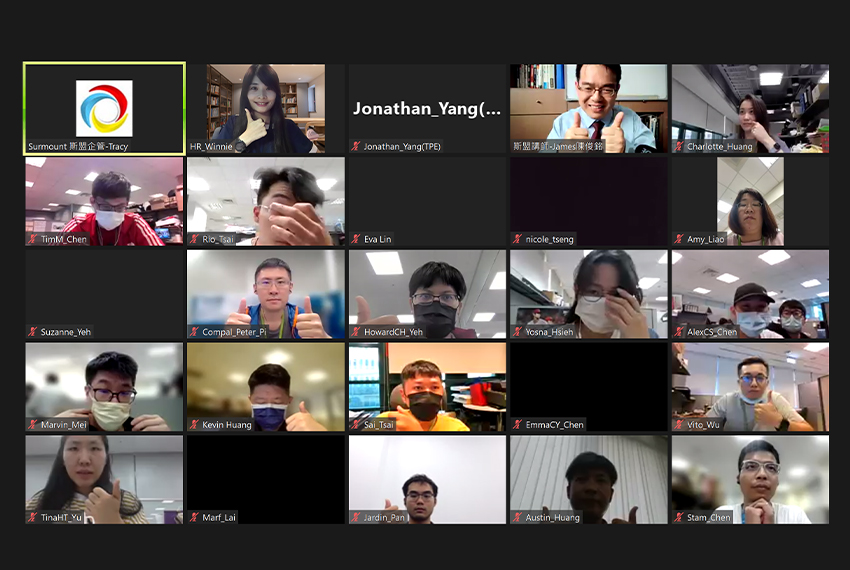 Surmount 斯盟企管-Tracy
HR_Winnie
Jonathan_Yang(...
Jonathan_Yang(TPE)
斯盟講師-James陳俊銘
Charlotte_Huang
TimM_Chen
Rio_Tsai
Eva Lin
nicole_tseng
Amy_Liao
Suzanne_Yeh
Compal_Peter_Pi
HowardCH_Yeh
Yosna_Hsieh
AlexCS_Chen
Marvin_Mei
Kevin Huang
Sai_Tsai
EmmaCY_Chen
Vito_Wu
TinaHT_Yu
Marf_Lai
Jardin_Pan
Austin_Huang
Stam_Chen